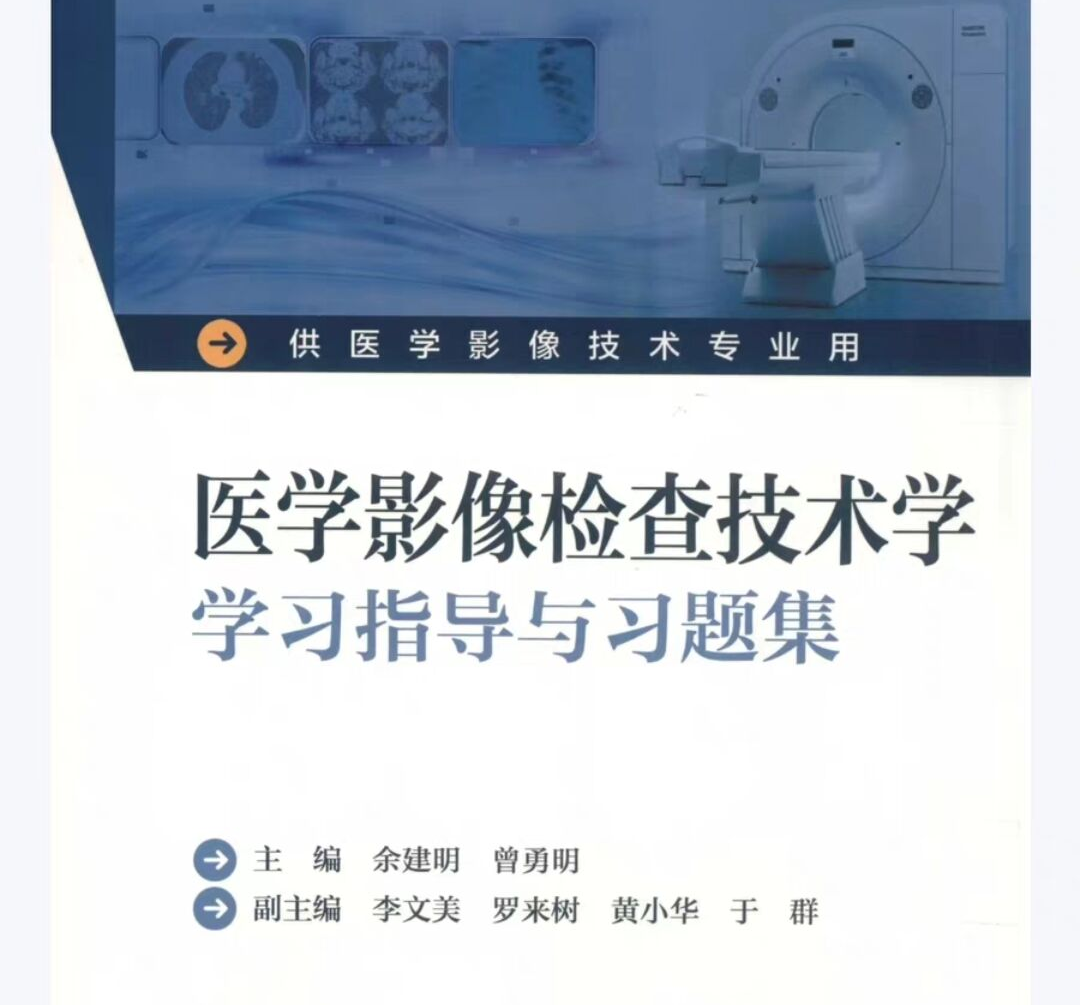 供医学影像技术专业用
医学影像检查技术学
学习指导与习题集
主 编 余建明 曾勇明
副主编 李文美 罗来树 黄小华 于 群